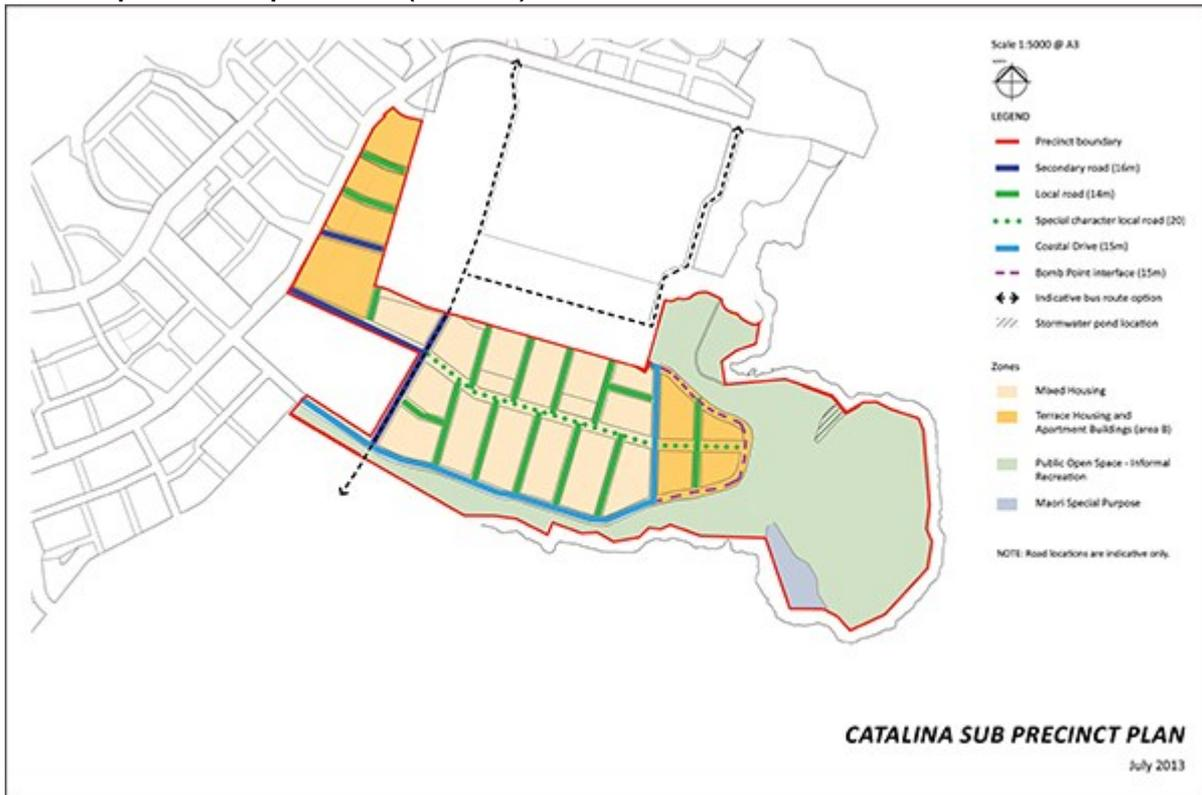 Scale 1:5000 @ A3
LEGEND
Precinct boundary
Secondary road (16m)
Local road (14m)
Special character local road (20)
Coastal Drive (15m)
Bomb Point interface (15m)
Indicative bus route option
Stormwater pond location
Zones
Mixed Housing
Terrace Housing and
Apartment Buildings (area B)
Public Open Space - Informal
Recreation
Maori Special Purpose
NOTE: Road locations are indicative only.
CATALINA SUB PRECINCT PLAN
July 2013